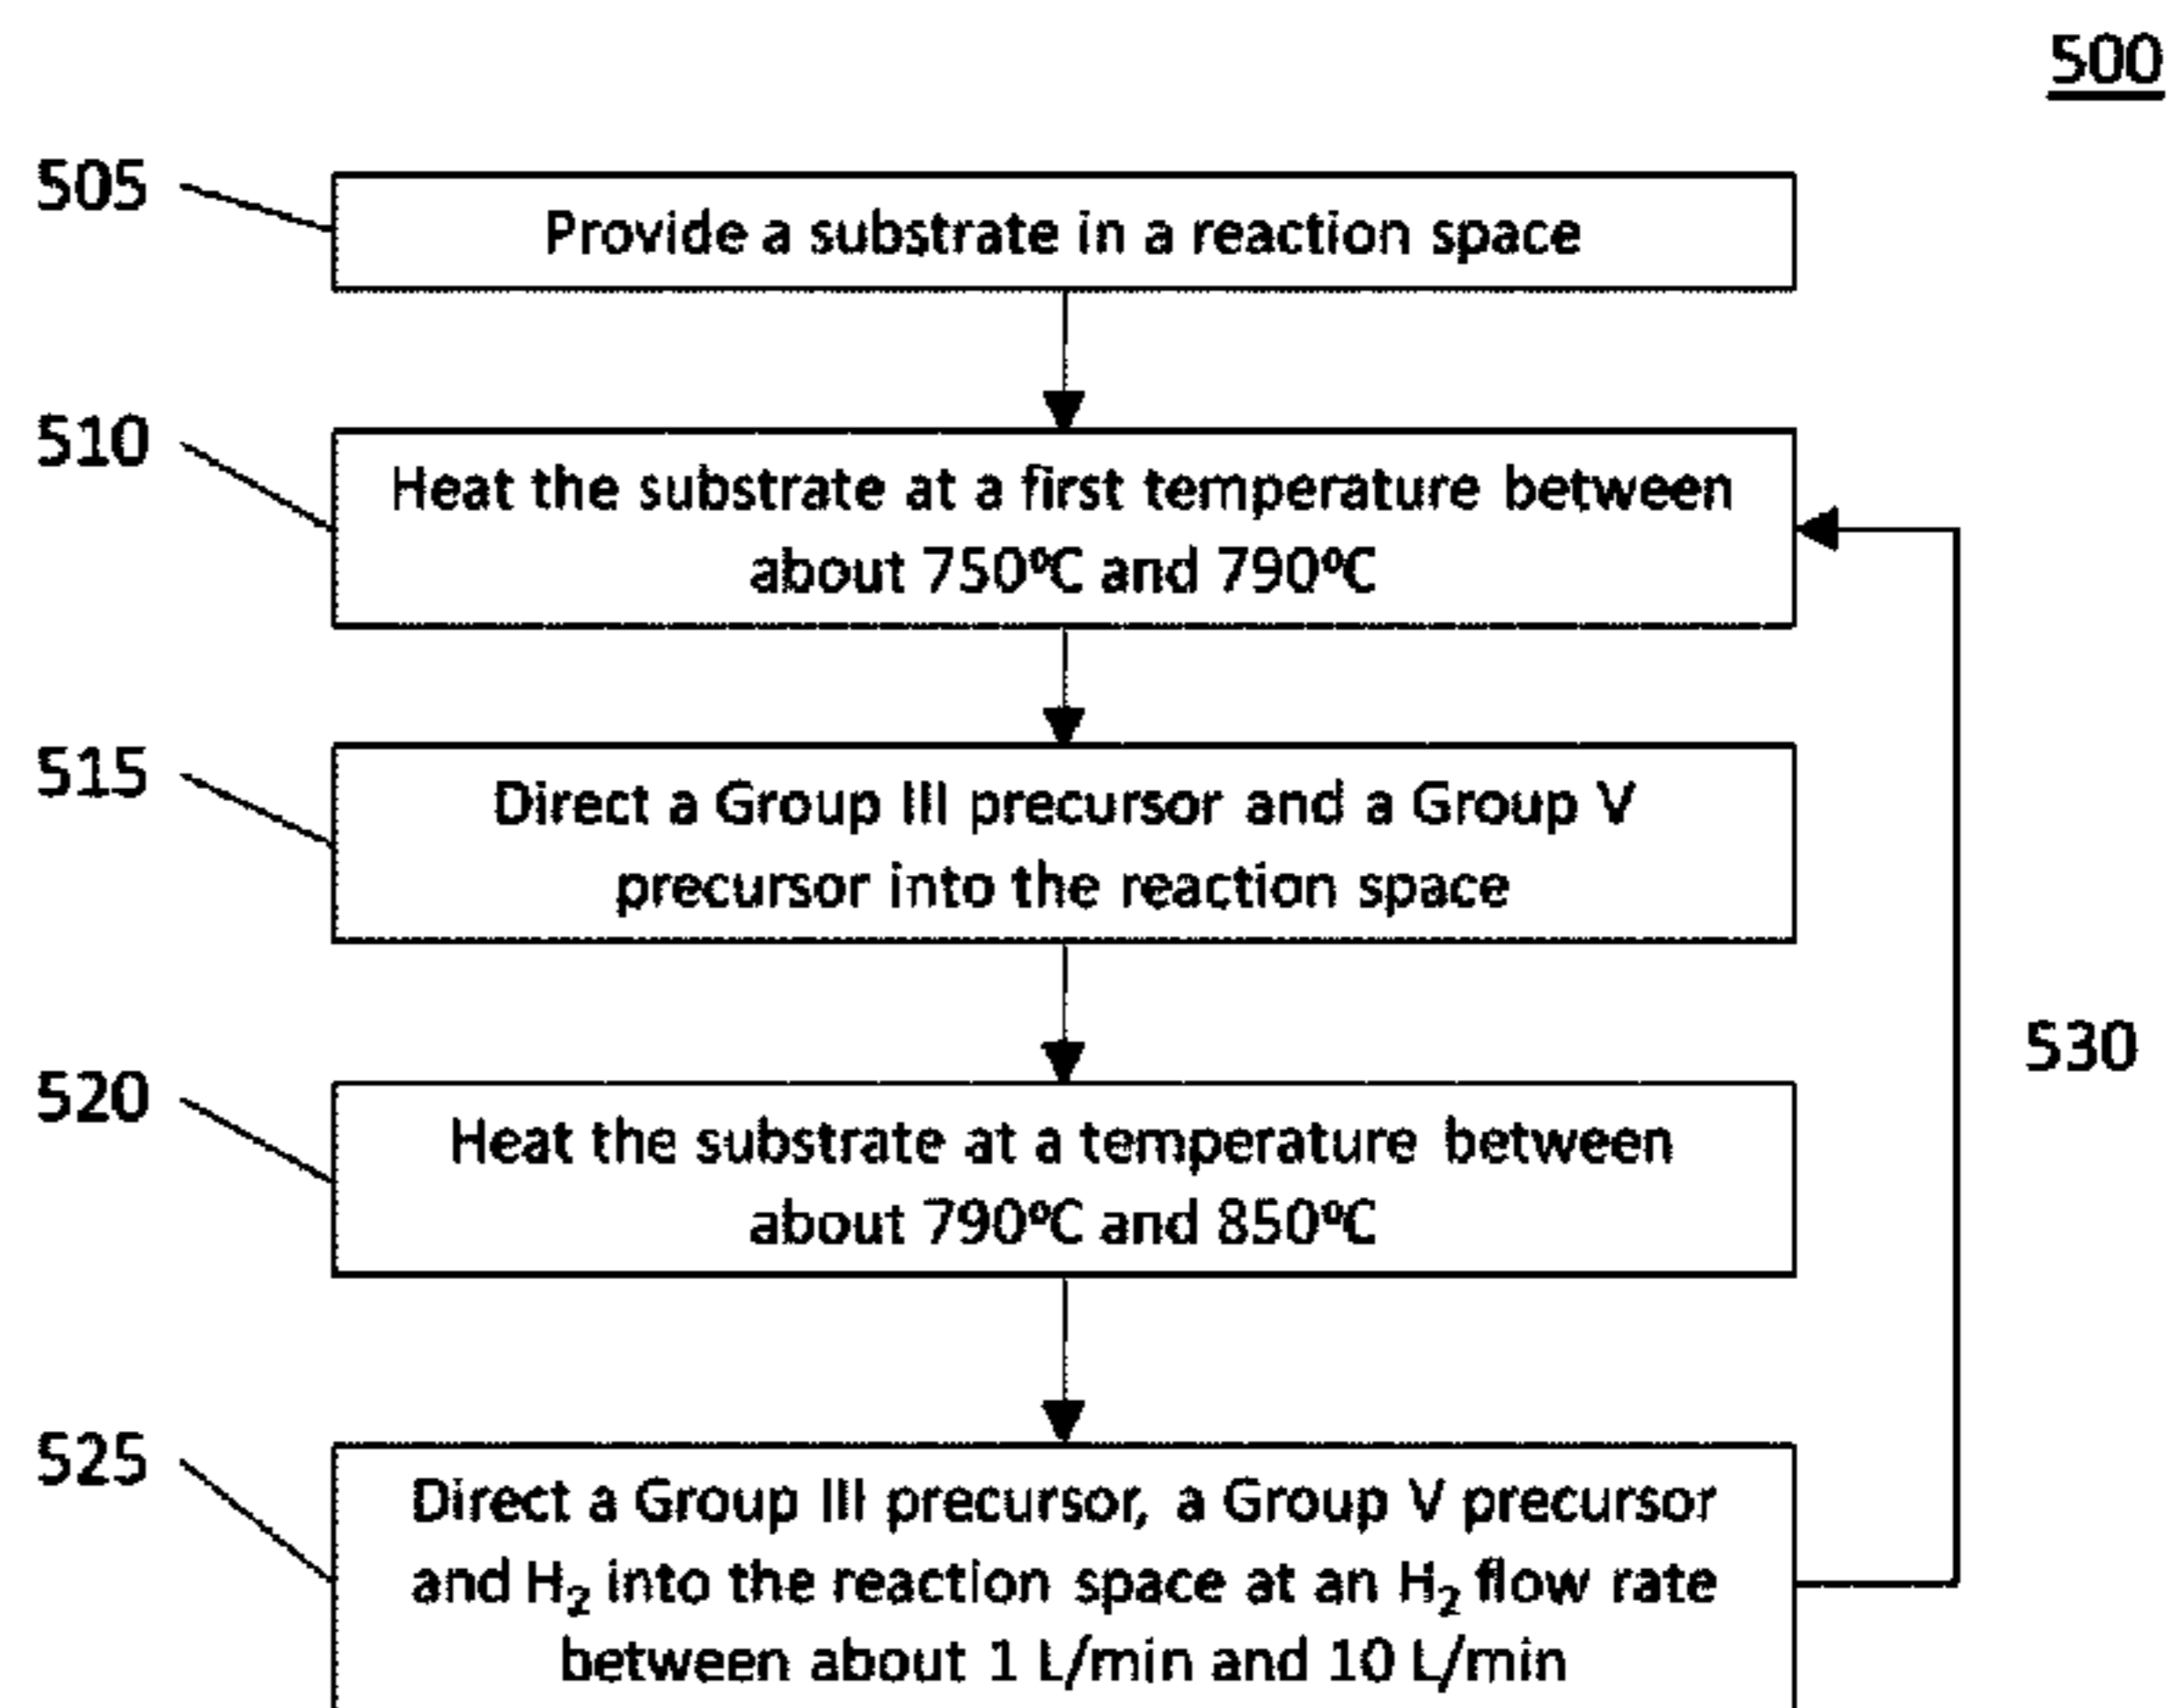 500
505
Provide a substrate in a reaction space
510
Heat the substrate at a first temperature between
about 750ºC and 790ºC
515
Direct a Group III precursor and a Group V
precursor into the reaction space
520
Heat the substrate at a temperature between
about 790ºC and 850ºC
530
525
Direct a Group III precursor, a Group V precursor
and H₂ into the reaction space at an H₂ flow rate
between about 1 L/min and 10 L/min